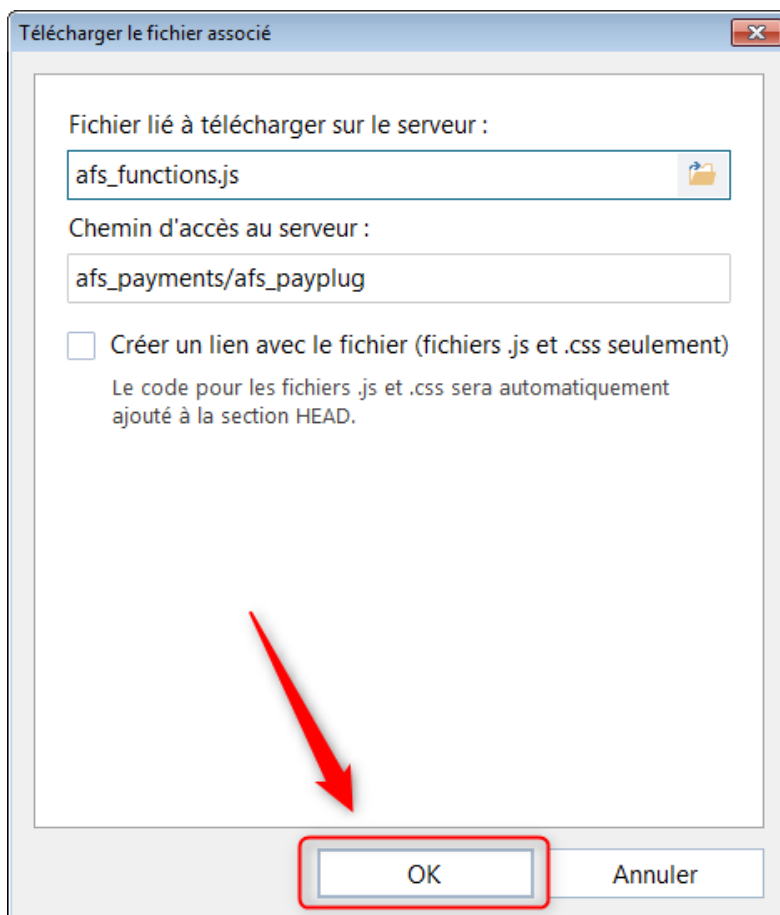 Télécharger le fichier associé
Fichier lié à télécharger sur le serveur :
afs_functions.js
Chemin d'accès au serveur :
afs_payments/afs_payplug
Créer un lien avec le fichier (fichiers .js et .css seulement)
Le code pour les fichiers .js et .css sera automatiquement
ajouté à la section HEAD.
OK
Annuler